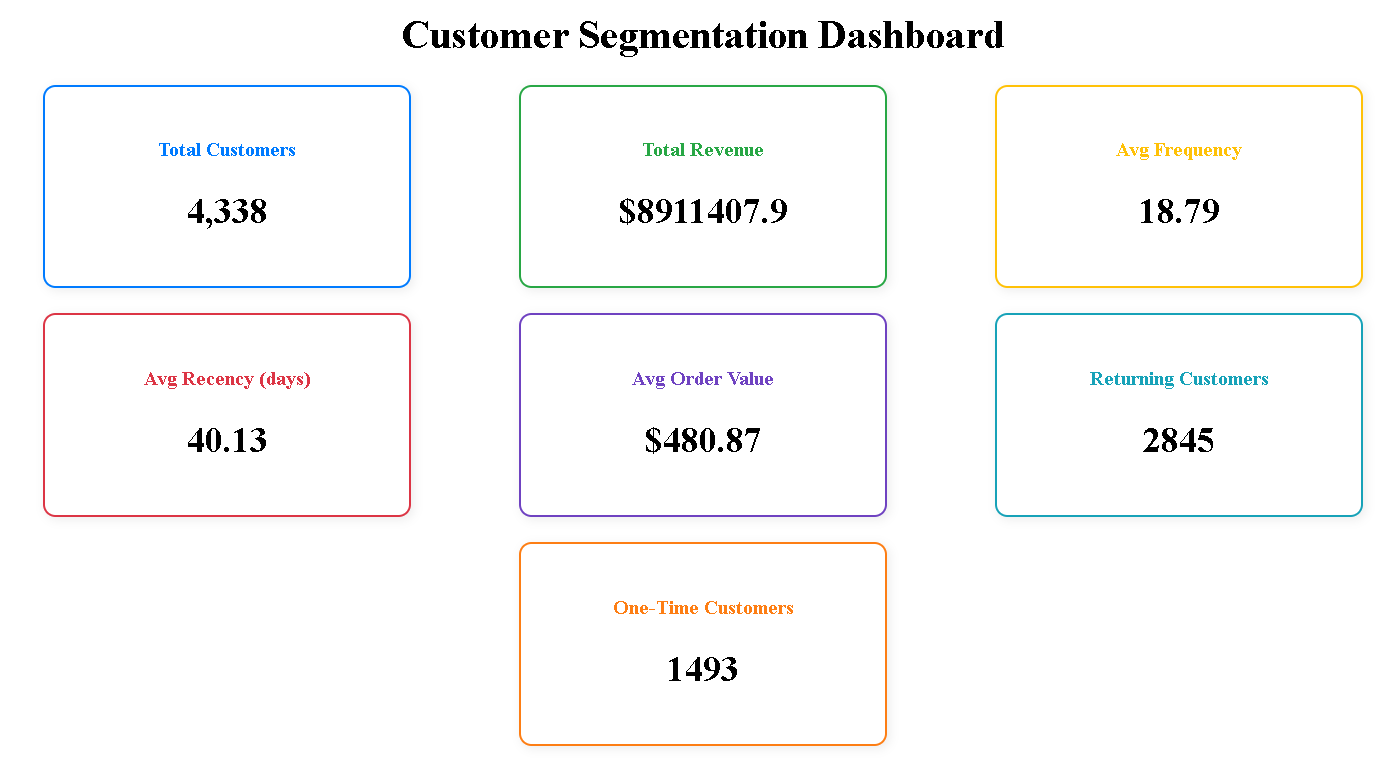 Customer Segmentation Dashboard
Total Customers
4,338
Total Revenue
$8911407.9
Avg Frequency
18.79
Avg Recency (days)
40.13
Avg Order Value
$480.87
Returning Customers
2845
One-Time Customers
1493